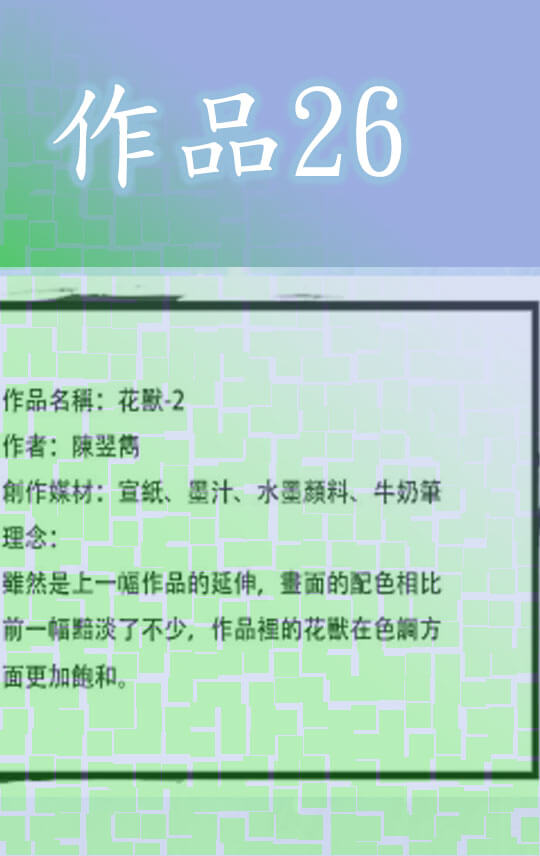 作品26
作品名稱：花獸-2
作者：陳翌雋
創作媒材：宣紙、墨汁、水墨顏料、牛奶筆
理念：
雖然是上一幅作品的延伸，畫面的配色相比
前一幅黯淡了不少，作品裡的花獸在色調方
面更加飽和。